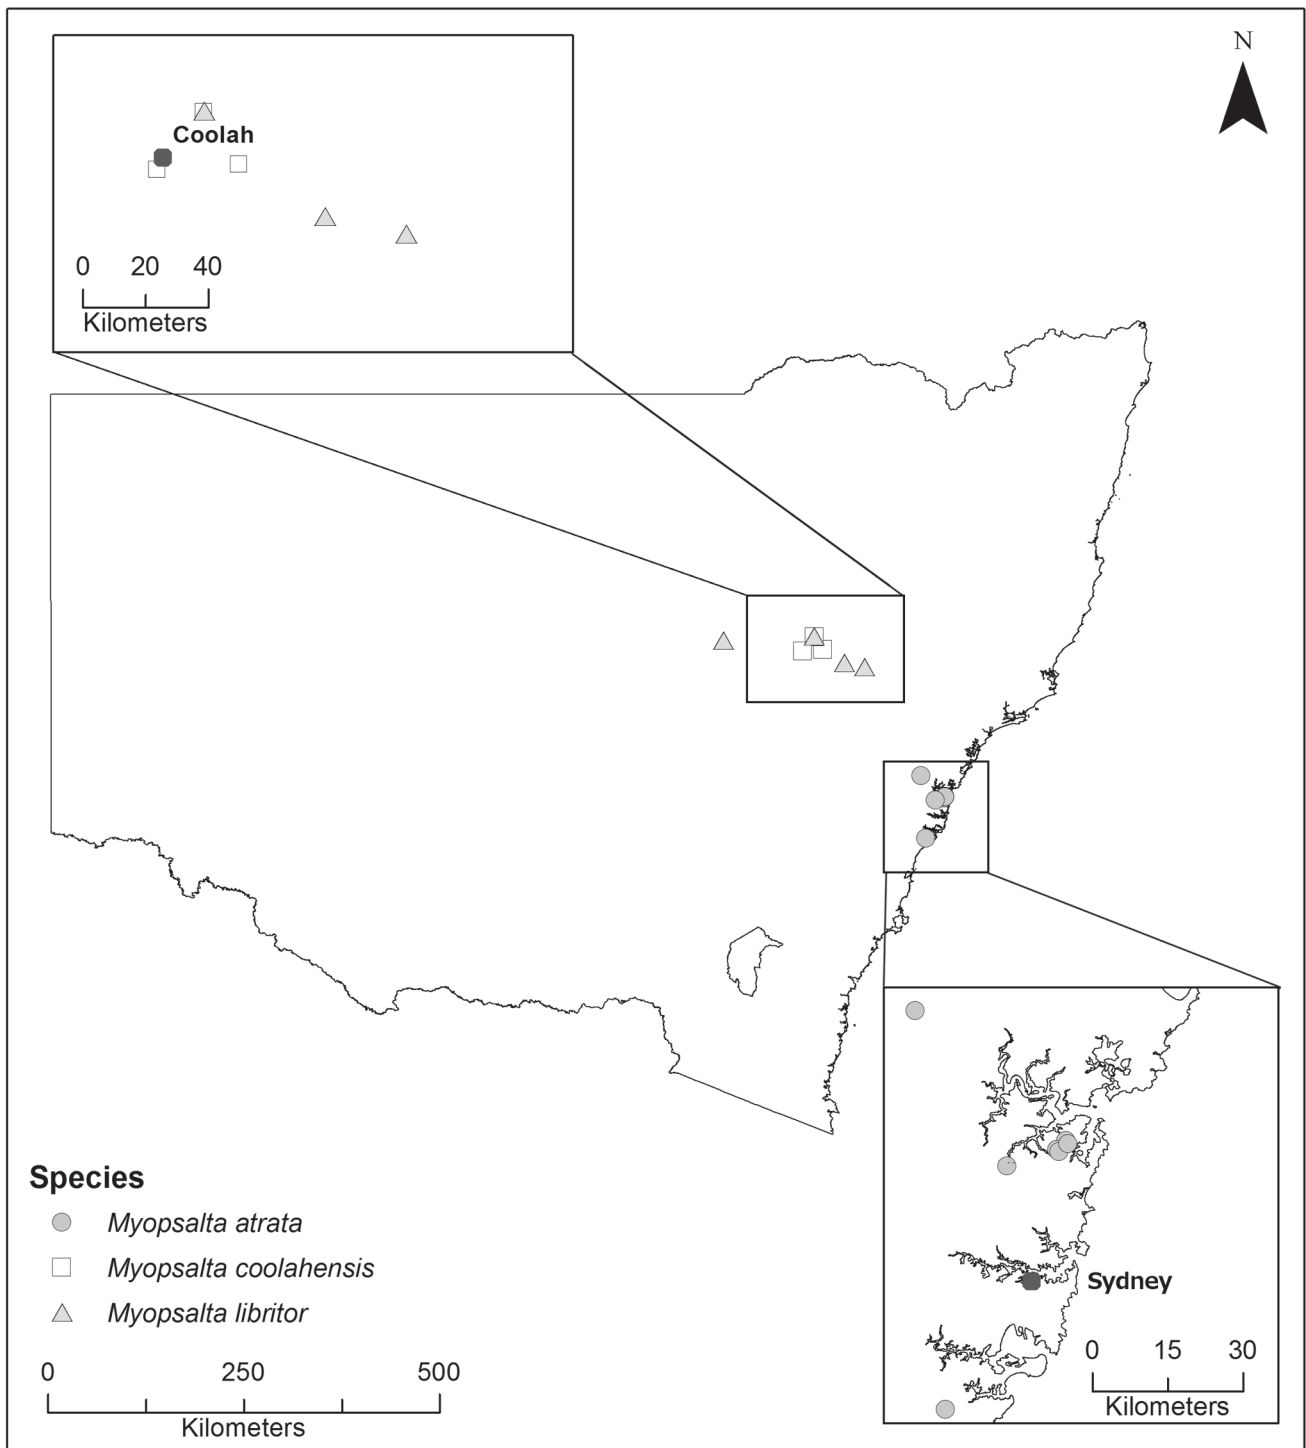 N
Coolah
0 20 40
Kilometers
Sydney
0 15 30
Kilometers
Species
Myopsalta atrata
Myopsalta coolahensis
Myopsalta libritor
0 250 500
Kilometers